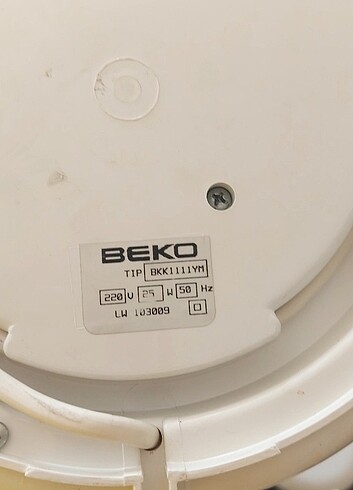 BEKO
TIP BKK1111YM
220 V 25 W 50 Hz
LW 103009